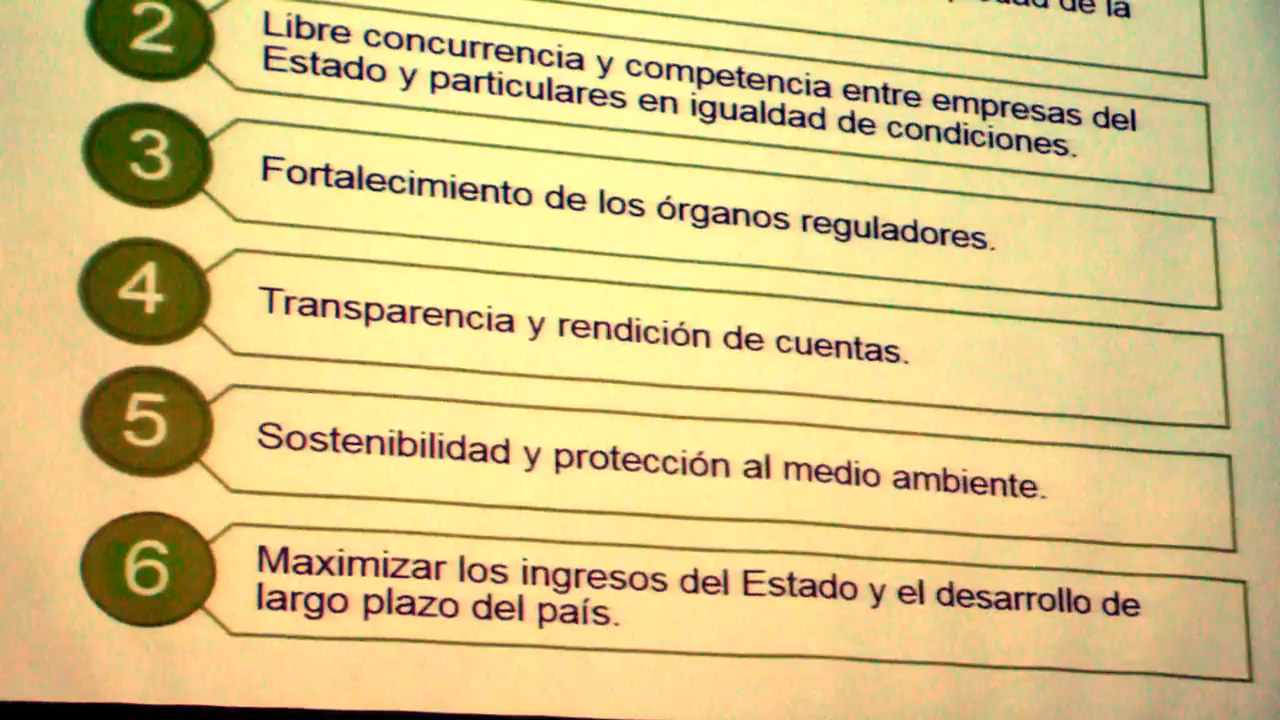 de la
2
Libre concurrencia y competencia entre empresas del
Estado y particulares en igualdad de condiciones.
3
Fortalecimiento de los órganos reguladores.
4
Transparencia y rendición de cuentas.
5
Sostenibilidad y protección al medio ambiente.
6
Maximizar los ingresos del Estado y el desarrollo de
largo plazo del país.